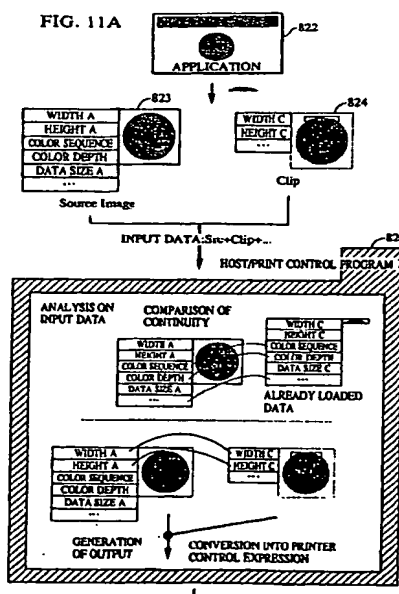 FIG. 11A
822
APPLICATION
823
WIDTH A
HEIGHT A
COLOR SEQUENCE
COLOR DEPTH
DATA SIZE A
...
Source Image
824
WIDTH C
HEIGHT C
...
Clip
INPUT DATA:Src+Clip+...
HOST/PRINT CONTROL PROGRAM
ANALYSIS ON
INPUT DATA
COMPARISON OF
CONTINUITY
WIDTH A
HEIGHT A
COLOR SEQUENCE
COLOR DEPTH
DATA SIZE A
...
WIDTH C
HEIGHT C
COLOR SEQUENCE
COLOR DEPTH
DATA SIZE C
...
ALREADY LOADED
DATA
WIDTH A
HEIGHT A
COLOR SEQUENCE
COLOR DEPTH
DATA SIZE A
...
WIDTH C
HEIGHT C
...
GENERATION
OF OUTPUT
CONVERSION INTO PRINTER
CONTROL EXPRESSION